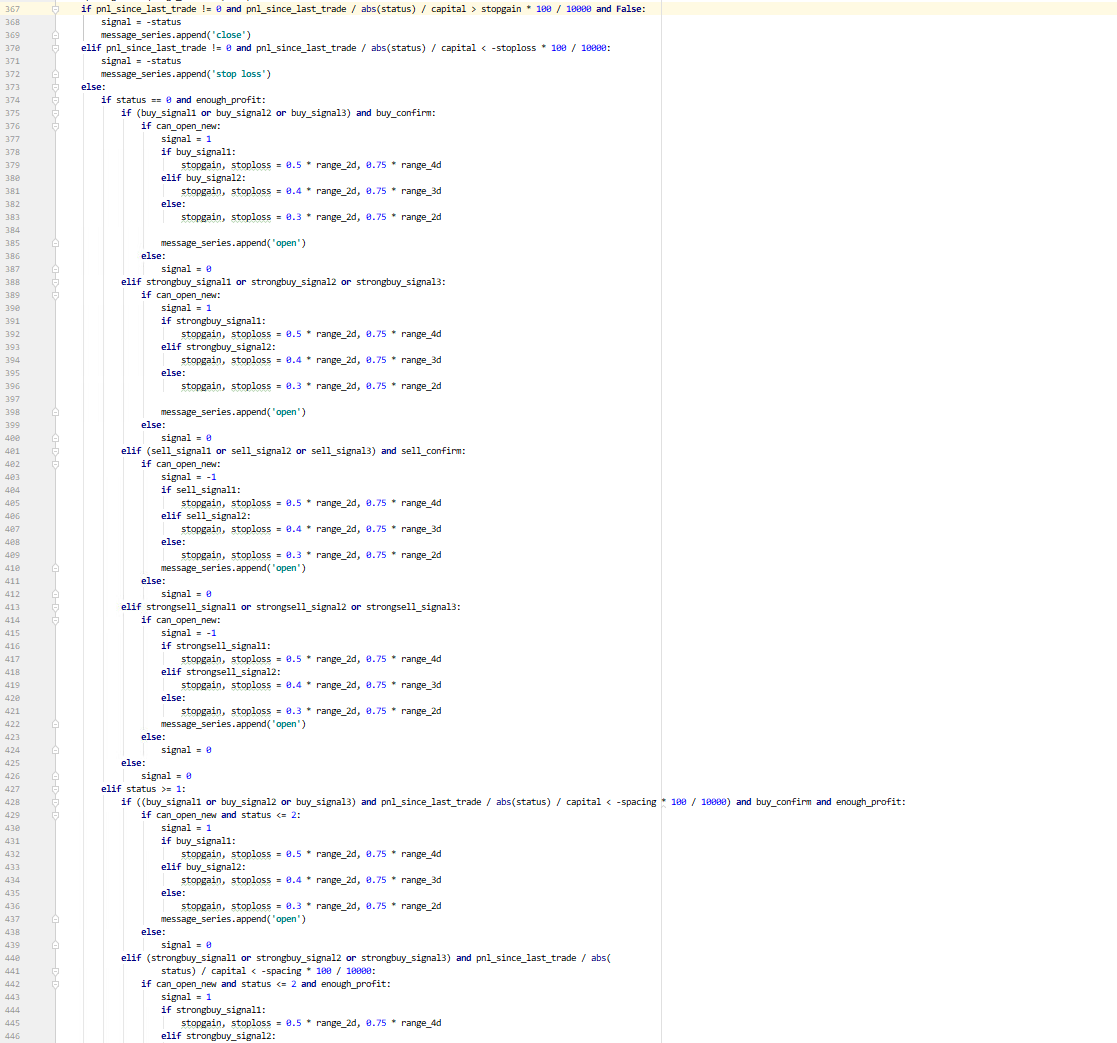 367 if pnl_since_last_trade != 0 and pnl_since_last_trade / abs(status) / capital > stopgain * 100 / 10000 and False:
368 signal = -status
369 message_series.append('close')
370 elif pnl_since_last_trade != 0 and pnl_since_last_trade / abs(status) / capital < -stoploss * 100 / 10000:
371 signal = -status
372 message_series.append('stop loss')
373 else:
374 if status == 0 and enough_profit:
375 if (buy_signal1 or buy_signal2 or buy_signal3) and buy_confirm:
376 if can_open_new:
377 signal = 1
378 if buy_signal1:
379 stopgain, stoploss = 0.5 * range_2d, 0.75 * range_4d
380 elif buy_signal2:
381 stopgain, stoploss = 0.4 * range_2d, 0.75 * range_3d
382 else:
383 stopgain, stoploss = 0.3 * range_2d, 0.75 * range_2d
384
385 message_series.append('open')
386 else:
387 signal = 0
388 elif strongbuy_signal1 or strongbuy_signal2 or strongbuy_signal3:
389 if can_open_new:
390 signal = 1
391 if strongbuy_signal1:
392 stopgain, stoploss = 0.5 * range_2d, 0.75 * range_4d
393 elif strongbuy_signal2:
394 stopgain, stoploss = 0.4 * range_2d, 0.75 * range_3d
395 else:
396 stopgain, stoploss = 0.3 * range_2d, 0.75 * range_2d
397
398 message_series.append('open')
399 else:
400 signal = 0
401 elif (sell_signal1 or sell_signal2 or sell_signal3) and sell_confirm:
402 if can_open_new:
403 signal = -1
404 if sell_signal1:
405 stopgain, stoploss = 0.5 * range_2d, 0.75 * range_4d
406 elif sell_signal2:
407 stopgain, stoploss = 0.4 * range_2d, 0.75 * range_3d
408 else:
409 stopgain, stoploss = 0.3 * range_2d, 0.75 * range_2d
410 message_series.append('open')
411 else:
412 signal = 0
413 elif strongsell_signal1 or strongsell_signal2 or strongsell_signal3:
414 if can_open_new:
415 signal = -1
416 if strongsell_signal1:
417 stopgain, stoploss = 0.5 * range_2d, 0.75 * range_4d
418 elif strongsell_signal2:
419 stopgain, stoploss = 0.4 * range_2d, 0.75 * range_3d
420 else:
421 stopgain, stoploss = 0.3 * range_2d, 0.75 * range_2d
422 message_series.append('open')
423 else:
424 signal = 0
425 else:
426 signal = 0
427 elif status >= 1:
428 if ((buy_signal1 or buy_signal2 or buy_signal3) and pnl_since_last_trade / abs(status) / capital < -spacing * 100 / 10000) and buy_confirm and enough_profit:
429 if can_open_new and status <= 2:
430 signal = 1
431 if buy_signal1:
432 stopgain, stoploss = 0.5 * range_2d, 0.75 * range_4d
433 elif buy_signal2:
434 stopgain, stoploss = 0.4 * range_2d, 0.75 * range_3d
435 else:
436 stopgain, stoploss = 0.3 * range_2d, 0.75 * range_2d
437 message_series.append('open')
438 else:
439 signal = 0
440 elif (strongbuy_signal1 or strongbuy_signal2 or strongbuy_signal3) and pnl_since_last_trade / abs(
441 status) / capital < -spacing * 100 / 10000:
442 if can_open_new and status <= 2 and enough_profit:
443 signal = 1
444 if strongbuy_signal1:
445 stopgain, stoploss = 0.5 * range_2d, 0.75 * range_4d
446 elif strongbuy_signal2: